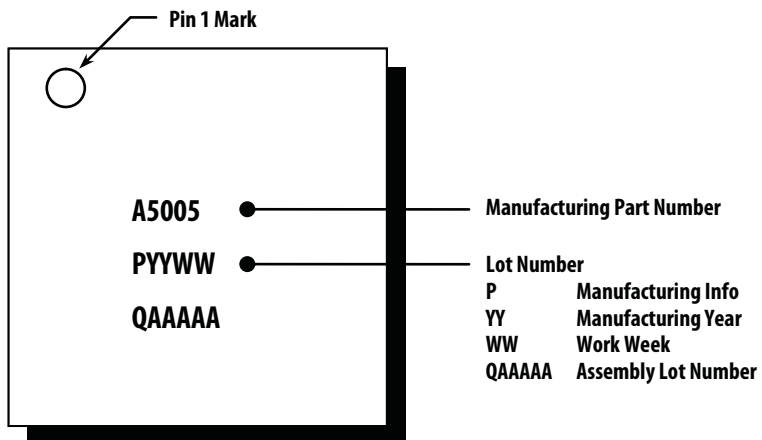 Pin 1 Mark
A5005
Manufacturing Part Number
PYYWW
Lot Number
QAAAAA
P Manufacturing Info
YY Manufacturing Year
WW Work Week
QAAAAA Assembly Lot Number